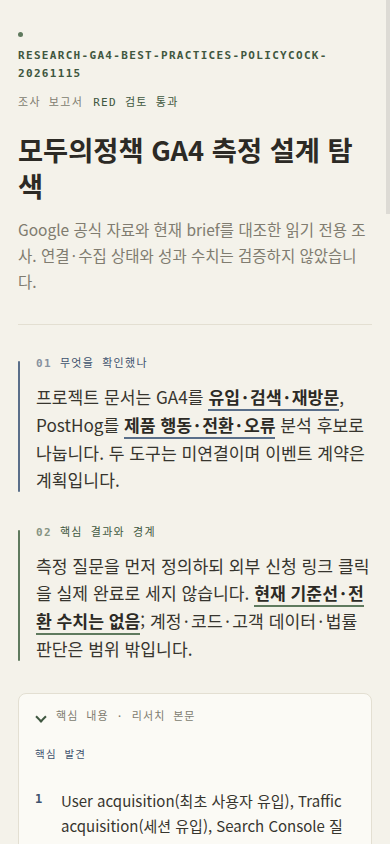 RESEARCH-GA4-BEST-PRACTICES-POLICYCOCK-
20261115
조사 보고서 RED 검토 통과
모두의정책 GA4 측정 설계 탐
색
Google 공식 자료와 현재 brief를 대조한 읽기 전용 조
사. 연결·수집 상태와 성과 수치는 검증하지 않았습니
다.
01 무엇을 확인했나
프로젝트 문서는 GA4를 유입·검색·재방문,
PostHog를 제품 행동·전환·오류 분석 후보로
나눕니다. 두 도구는 미연결이며 이벤트 계약은
계획입니다.
02 핵심 결과와 경계
측정 질문을 먼저 정의하되 외부 신청 링크 클릭
을 실제 완료로 세지 않습니다. 현재 기준선·전
환 수치는 없음; 계정·코드·고객 데이터·법률
판단은 범위 밖입니다.
핵심 내용 · 리서치 본문
핵심 발견
1 User acquisition(최초 사용자 유입), Traffic
acquisition(세션 유입), Search Console 질